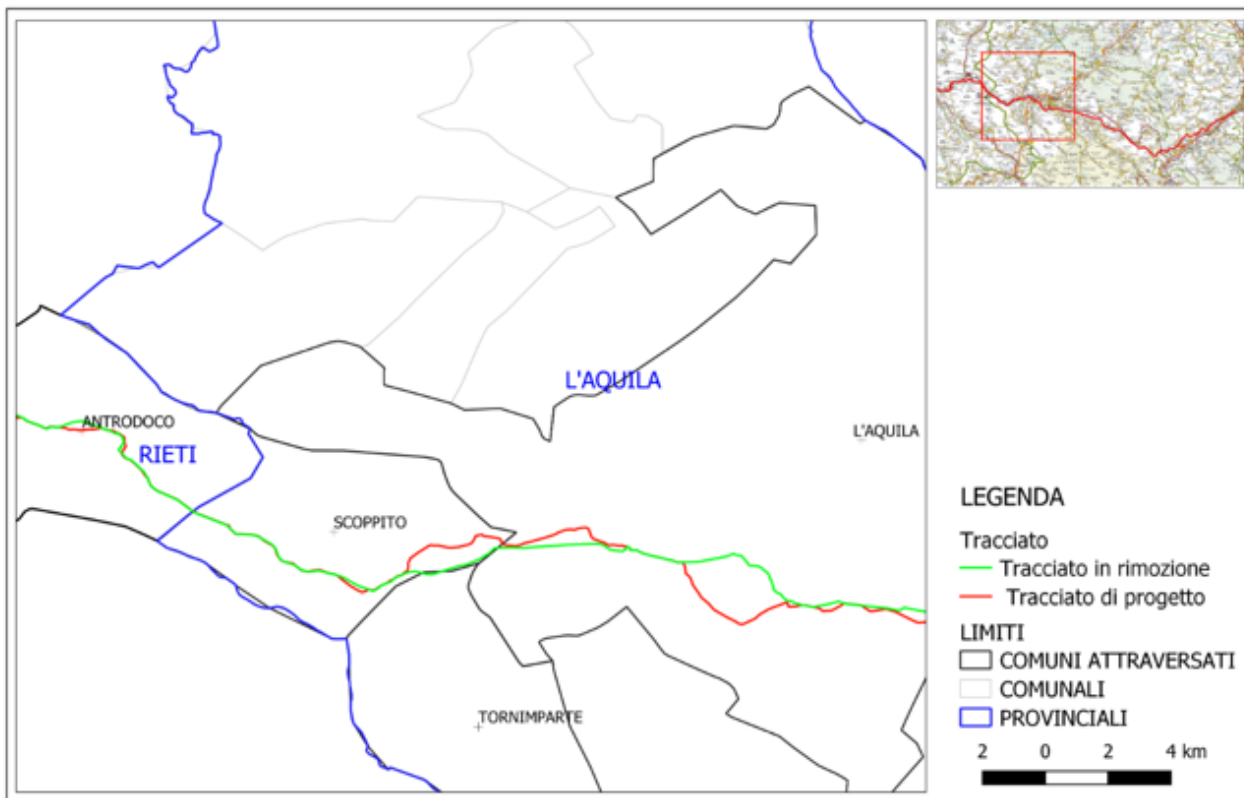 L'AQUILA
L'AQUILA
ANTRODOCO
RIETI
SCOPPITO
TORNIMPARTE
LEGENDA
Tracciato
Tracciato in rimozione
Tracciato di progetto
LIMITI
COMUNI ATTRAVERSATI
COMUNALI
PROVINCIALI
2 0 2 4 km